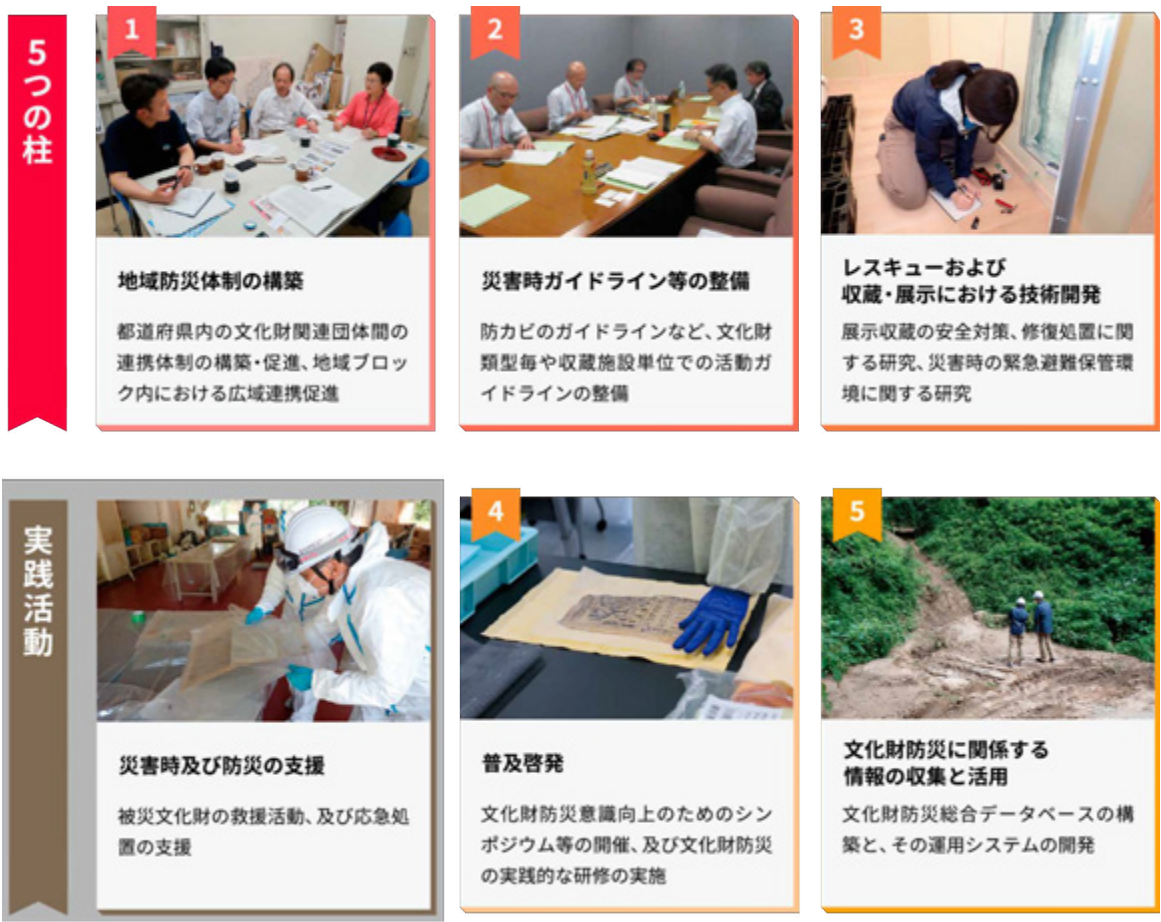 5つの柱
1
地域防災体制の構築
都道府県内の文化財関連団体間の
連携体制の構築・促進、地域ブロッ
ク内における広域連携促進
2
災害時ガイドライン等の整備
防カビのガイドラインなど、文化財
類型毎や収蔵施設単位での活動ガ
イドラインの整備
3
レスキューおよび
収蔵・展示における技術開発
展示収蔵の安全対策、修復処置に関
する研究、災害時の緊急避難保管環
境に関する研究
実践活動
災害時及び防災の支援
被災文化財の救援活動、及び応急処
置の支援
4
普及啓発
文化財防災意識向上のためのシン
ポジウム等の開催、及び文化財防災
の実践的な研修の実施
5
文化財防災に関係する
情報の収集と活用
文化財防災総合データベースの構
築と、その運用システムの開発